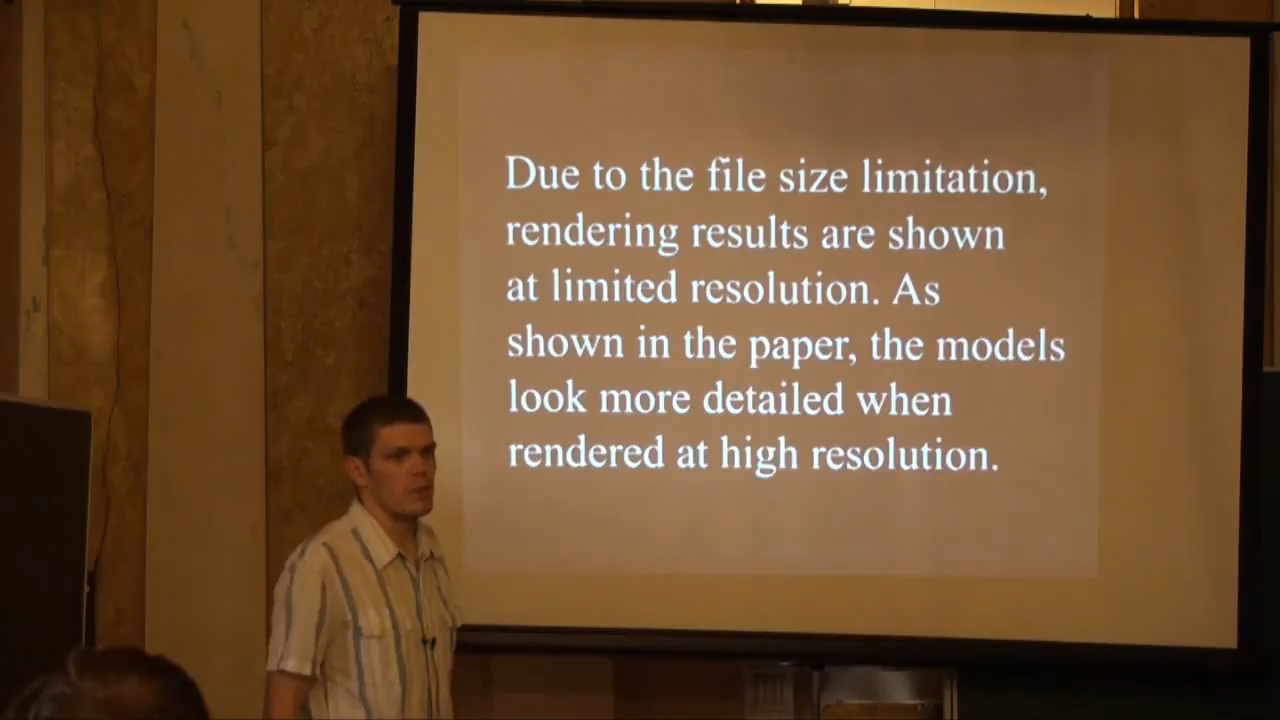 Due to the file size limitation,
rendering results are shown
at limited resolution. As
shown in the paper, the models
look more detailed when
rendered at high resolution.